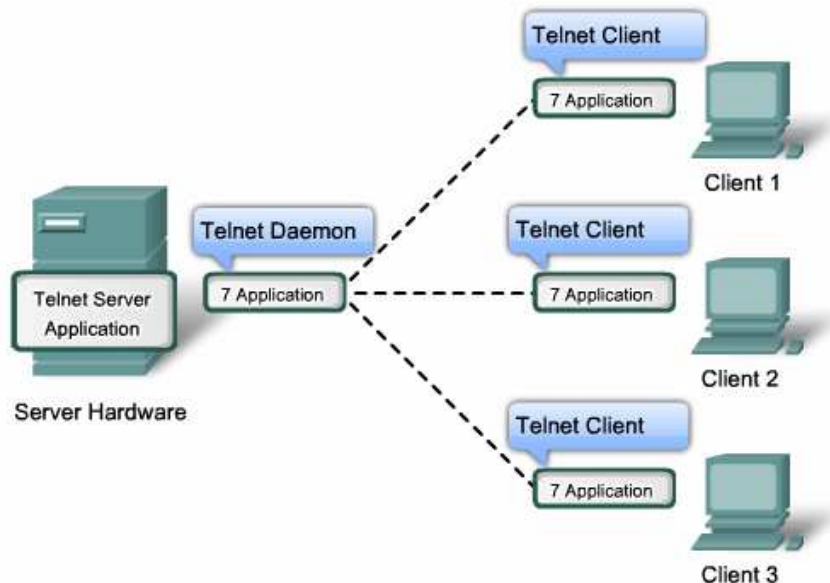 Telnet Client
7 Application
Client 1
Telnet Daemon
7 Application
Telnet Server
Application
Server Hardware
Telnet Client
7 Application
Client 2
Telnet Client
7 Application
Client 3